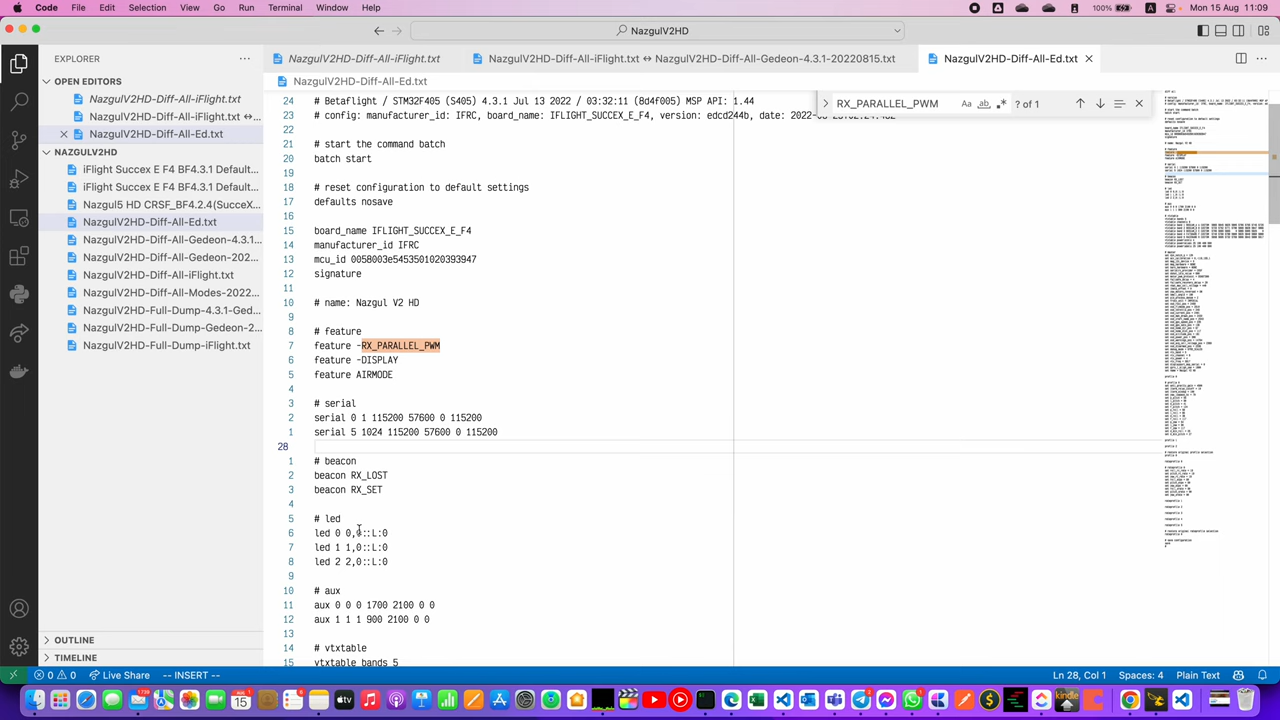 Code File Edit Selection View Go Run Terminal Window Help 100% Mon 15 Aug 11:09
NazgulV2HD
EXPLORER
NazgulV2HD-Diff-All-iFlight.txt
NazgulV2HD-Diff-All-iFlight.txt ↔ NazgulV2HD-Diff-All-Gedeon-4.3.1-20220815.txt
NazgulV2HD-Diff-All-Ed.txt
OPEN EDITORS
NazgulV2HD-Diff-All-iFlight.txt
NazgulV2HD-Diff-All-iFlight.txt ↔...
NazgulV2HD-Diff-All-Ed.txt
NAZGULV2HD
iFlight Succex E F4 BF4.3.1 Default...
iFlight Succex E F4 BF4.3.1 Default...
Nazgul5 HD CRSF_BF4.2.4(SucceX...
NazgulV2HD-Diff-All-Ed.txt
NazgulV2HD-Diff-All-Gedeon-4.3.1...
NazgulV2HD-Diff-All-Gedeon-202...
NazgulV2HD-Diff-All-iFlight.txt
NazgulV2HD-Diff-All-Modes-2022...
NazgulV2HD-Full-Dump-4.3.1-Ged...
NazgulV2HD-Full-Dump-Gedeon-2...
NazgulV2HD-Full-Dump-iFlight.txt
OUTLINE
TIMELINE
NazgulV2HD-Diff-All-Ed.txt
RX_PARALLEL_PWM Aa ab .* ? of 1
24 # Betaflight / STM32F405 (S405) 4.3.1 Jul 13 2022 / 03:32:11 (8d4f005) MSP API: 1.44
23 # config: manufacturer_id:
22
21 # start the command batch
20 batch start
19
18 # reset configuration to default settings
17 defaults nosave
16
15 board_name IFLIGHT_SUCCEX_E_F4
14 manufacturer_id IFRC
13 mcu_id
12 signature
11
10 # name: Nazgul V2 HD
9
8 # feature
7 feature -RX_PARALLEL_PWM
6 feature -DISPLAY
5 feature AIRMODE
4
3 # serial
2 serial 0 1 115200 57600 0
1 serial 5 1024 115200 57600 0
28
1 # beacon
2 beacon RX_LOST
3 beacon RX_SET
4
5 # led
6 led 0 0,0::L:0
7 led 1 1,0::L:0
8 led 2 2,0::L:0
9
10 # aux
11 aux 0 0 0 1700 2100 0 0
12 aux 1 1 1 900 2100 0 0
13
14 # vtxtable
15 vtxtable bands 5
0 0 Live Share -- INSERT -- Ln 28, Col 1 Spaces: 4 Plain Text